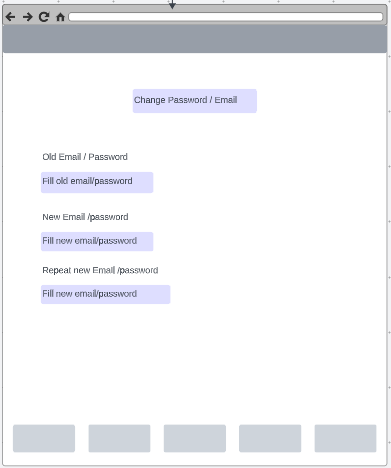 Change Password / Email
Old Email / Password
Fill old email/password
New Email /password
Fill new email/password
Repeat new Email /password
Fill new email/password